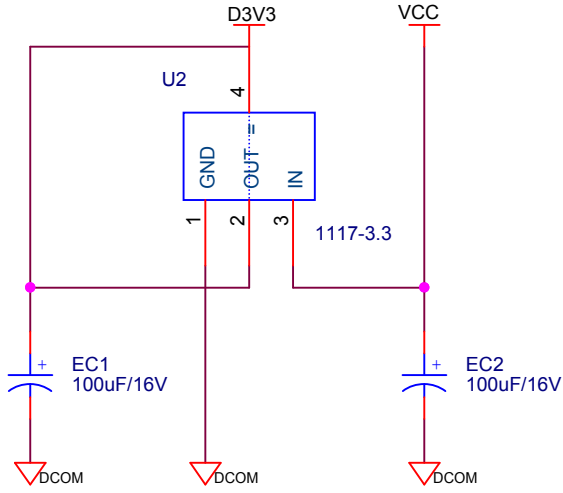 D3V3
VCC
U2
4
GND
OUT =
IN
1
2
3
1117-3.3
+
EC1
100uF/16V
+
EC2
100uF/16V
DCOM
DCOM
DCOM